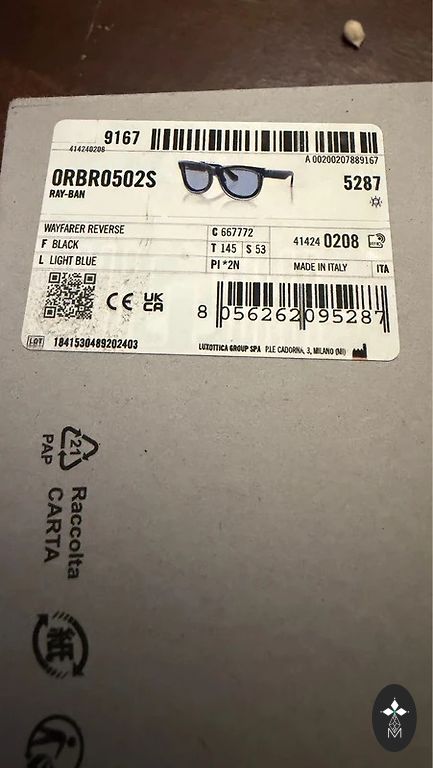 9167
414240208
A 00200207889167
0RBR0502S
5287
RAY-BAN
WAYFARER REVERSE
C 667772
F BLACK
T 145 S 53
41424 0208
L LIGHT BLUE
PI *2N
MADE IN ITALY
ITA
CE UK CA
8 056262 095287
LOT 1841530489202403
LUXOTTICA GROUP SPA P.LE CADORNA, 3, MILANO (MI)
21
PAP
Raccolta
CARTA
紙
M